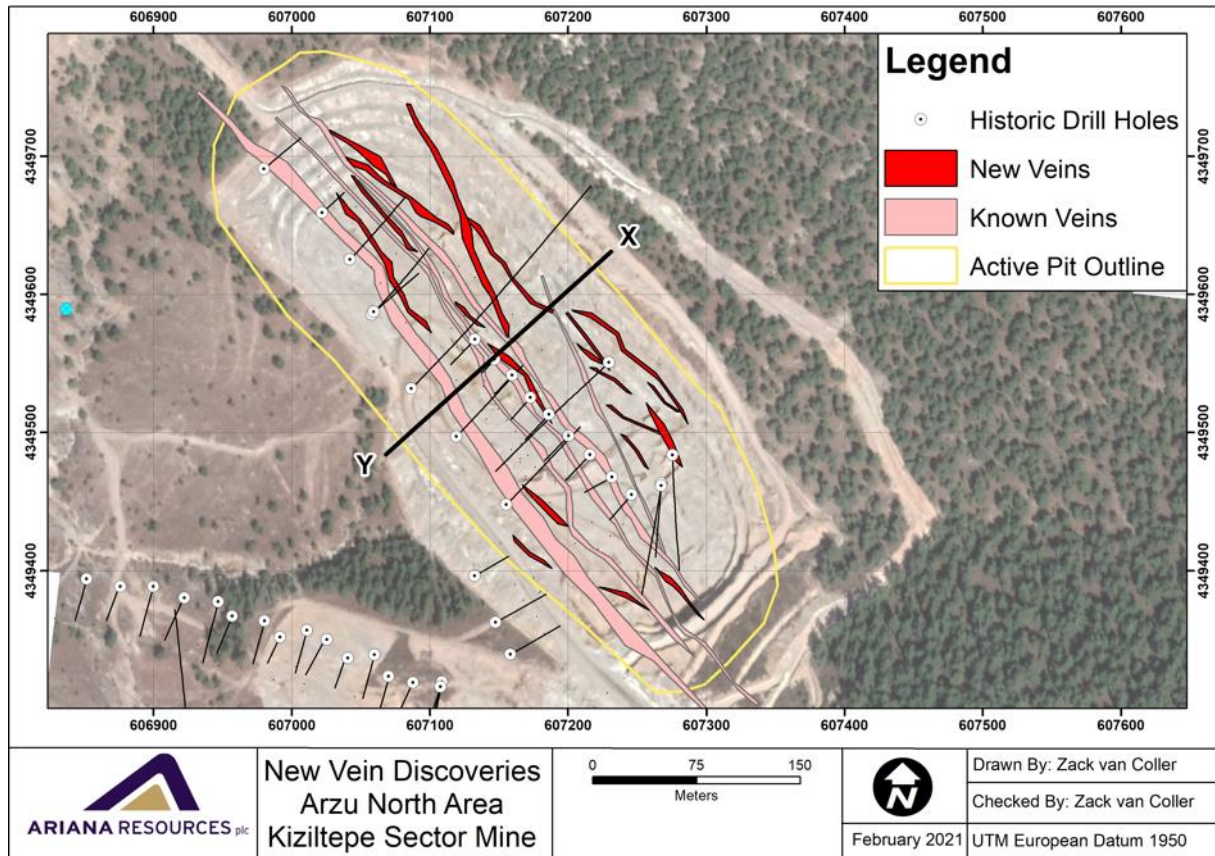 606900 607000 607100 607200 607300 607400 607500 607600
4349700
4349600
4349500
4349400
4349700
4349600
4349500
4349400
X
Y
Legend
Historic Drill Holes
New Veins
Known Veins
Active Pit Outline
606900 607000 607100 607200 607300 607400 607500 607600
ARIANA RESOURCES plc
New Vein Discoveries
Arzu North Area
Kiziltepe Sector Mine
0 75 150
Meters
N
February 2021
Drawn By: Zack van Coller
Checked By: Zack van Coller
UTM European Datum 1950